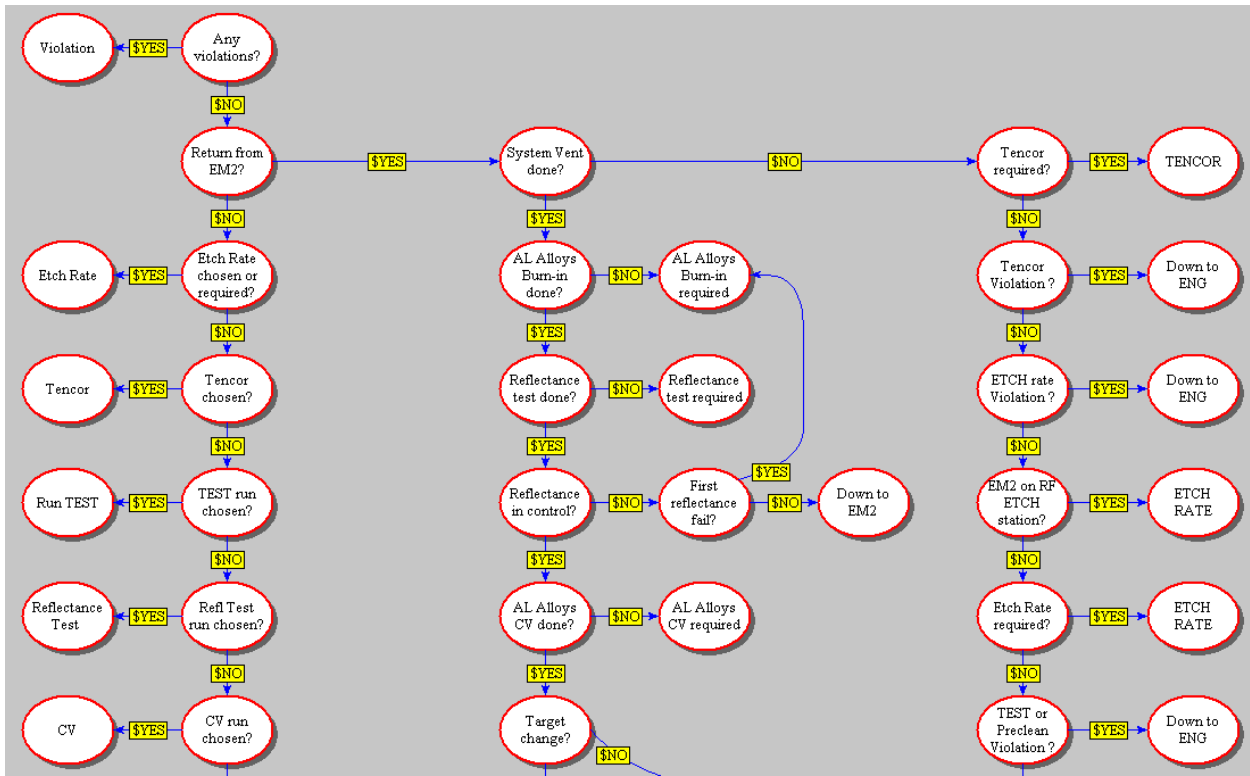 Violation
$YES
Any
violations?
$NO
Return from
EM2?
$YES
System Vent
done?
$NO
Tencor
required?
$YES
TENCOR
$NO
$YES
$NO
Etch Rate
$YES
Etch Rate
chosen or
required?
AL Alloys
Burn-in
done?
$NO
AL Alloys
Burn-in
required
Tencor
Violation ?
$YES
Down to
ENG
$NO
$YES
$NO
Tencor
$YES
Tencor
chosen?
Reflectance
test done?
$NO
Reflectance
test required
ETCH rate
Violation ?
$YES
Down to
ENG
$NO
$YES
$NO
$YES
Run TEST
$YES
TEST run
chosen?
Reflectance
in control?
$NO
First
reflectance
fail?
$NO
Down to
EM2
EM2 on RF
ETCH
station?
$YES
ETCH
RATE
$NO
$YES
$NO
Reflectance
Test
$YES
Refl Test
run chosen?
AL Alloys
CV done?
$NO
AL Alloys
CV required
Etch Rate
required?
$YES
ETCH
RATE
$NO
$YES
$NO
CV
$YES
CV run
chosen?
Target
change?
$NO
TEST or
Preclean
Violation ?
$YES
Down to
ENG